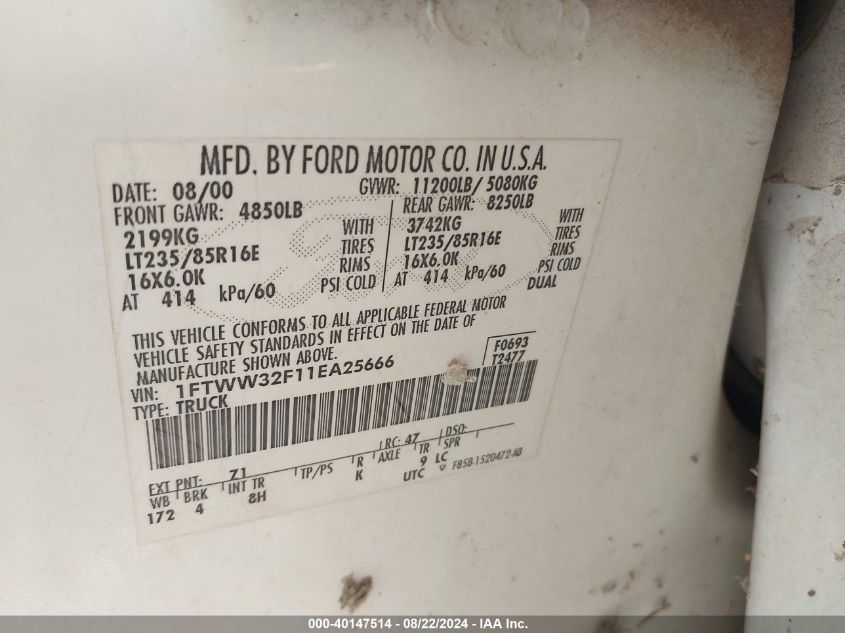 MFD. BY FORD MOTOR CO. IN U.S.A.
DATE: 08/00 GVWR: 11200LB/ 5080KG
FRONT GAWR: 4850LB REAR GAWR: 8250LB
2199KG WITH 3742KG WITH
LT235/85R16E TIRES LT235/85R16E TIRES
16X6.0K RIMS 16X6.0K RIMS
AT 414 kPa/60 PSI COLD AT 414 kPa/60 PSI COLD
DUAL
THIS VEHICLE CONFORMS TO ALL APPLICABLE FEDERAL MOTOR
VEHICLE SAFETY STANDARDS IN EFFECT ON THE DATE OF
MANUFACTURE SHOWN ABOVE.
F0693
T2477
VIN: 1FTWW32F11EA25666
TYPE: TRUCK
EXT PNT: Z1 RC: 47 DSO:
WB BRK INT TR TP/PS R AXLE TR SPR
172 4 8H K 9 LC
UTC F85B-1520472-AB
000-40147514 - 08/22/2024 - IAA Inc.